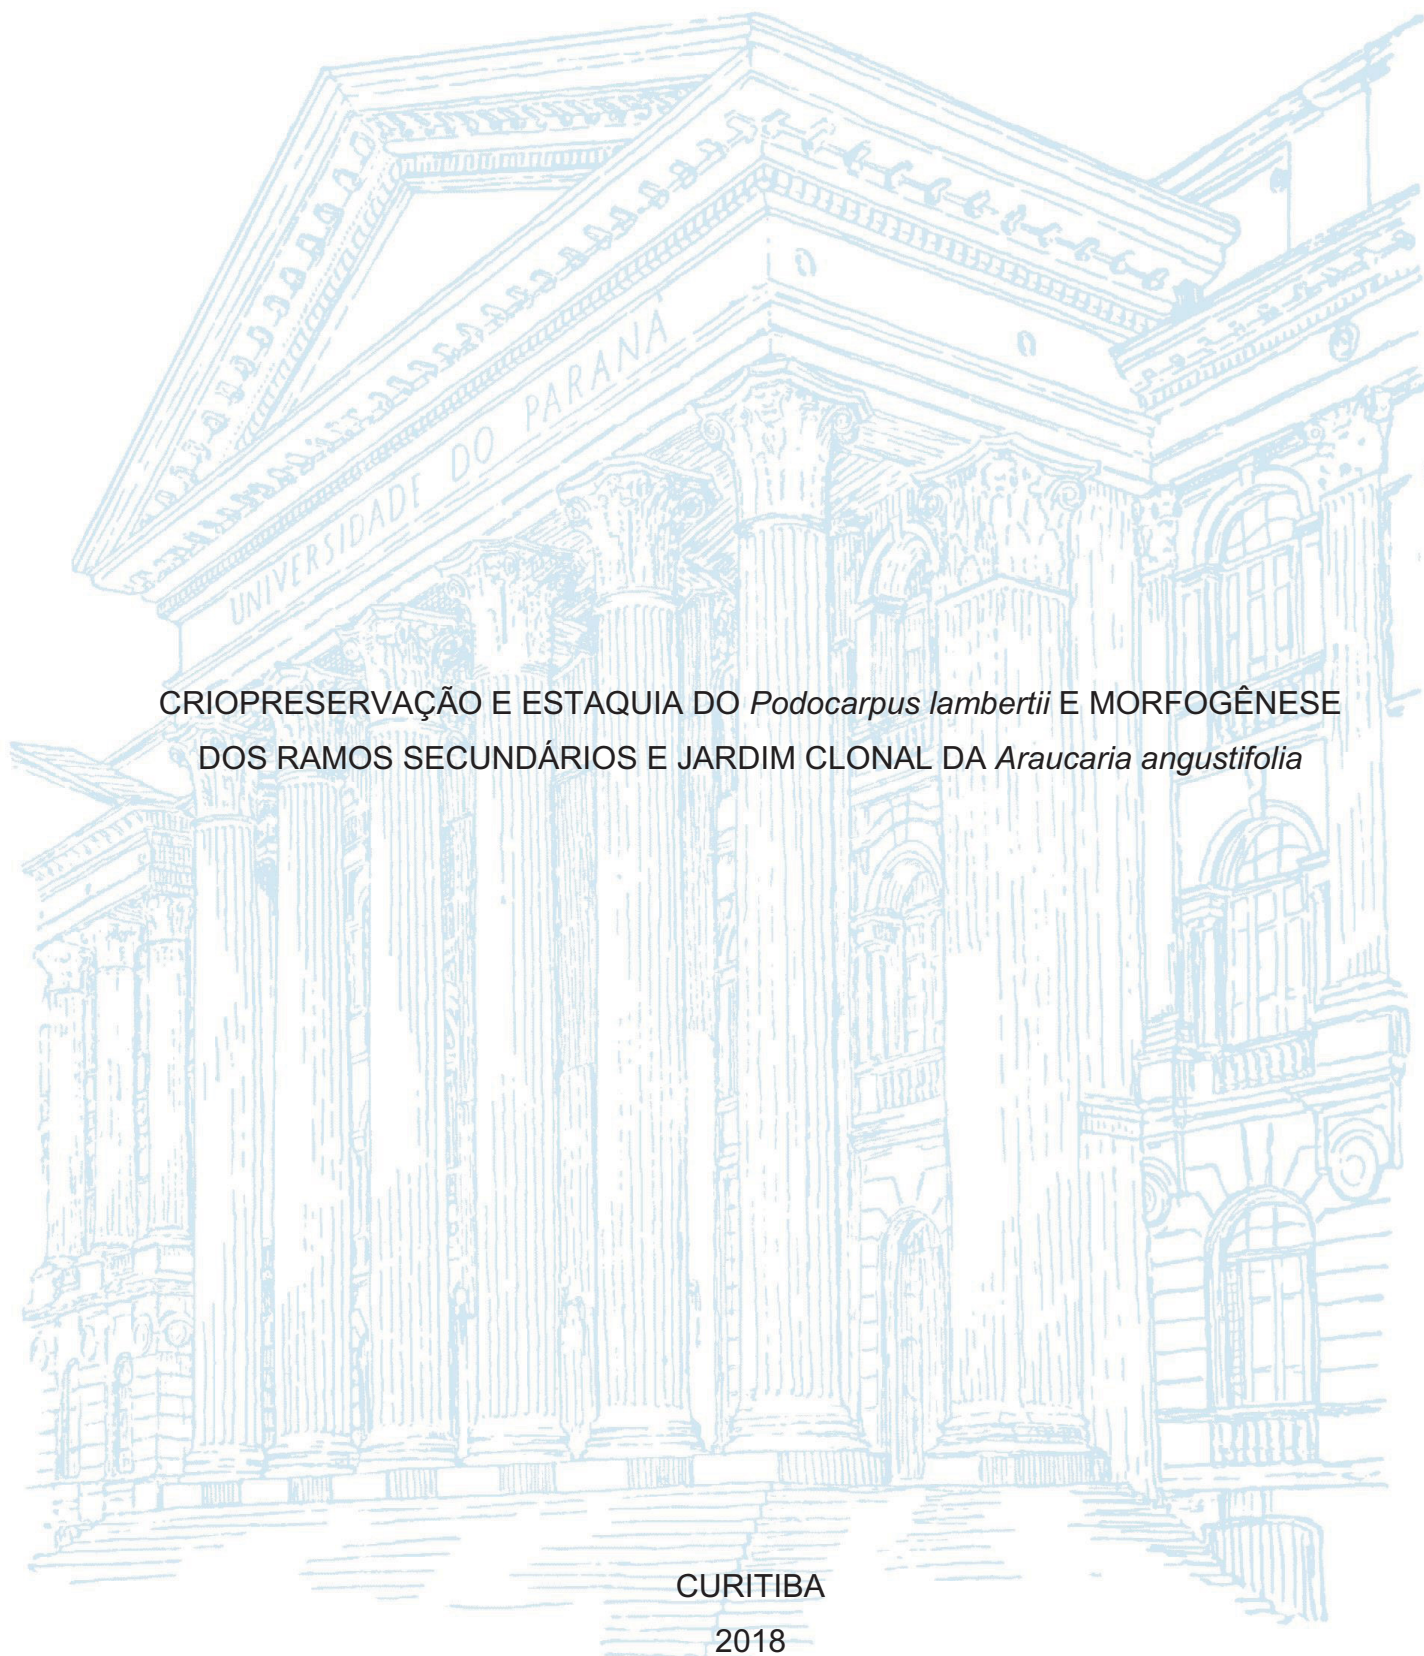 UNIVERSIDADE DO PARANÁ
CRIOPRESERVAÇÃO E ESTAQUIA DO Podocarpus lambertii E MORFOGÊNESE
DOS RAMOS SECUNDÁRIOS E JARDIM CLONAL DA Araucaria angustifolia
CURITIBA
2018